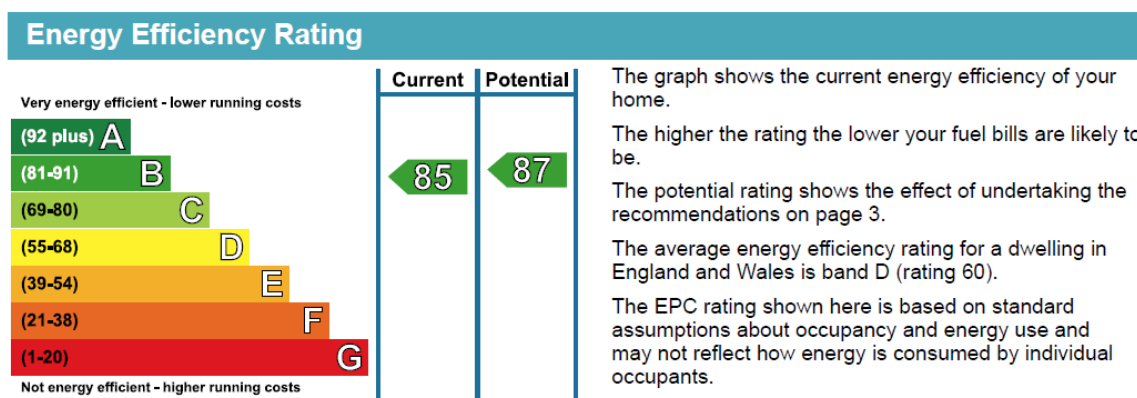 Energy Efficiency Rating
Current Potential
Very energy efficient - lower running costs
(92 plus) A
(81-91) B
(69-80) C
(55-68) D
(39-54) E
(21-38) F
(1-20) G
Not energy efficient - higher running costs
85
87
The graph shows the current energy efficiency of your
home.
The higher the rating the lower your fuel bills are likely to
be.
The potential rating shows the effect of undertaking the
recommendations on page 3.
The average energy efficiency rating for a dwelling in
England and Wales is band D (rating 60).
The EPC rating shown here is based on standard
assumptions about occupancy and energy use and
may not reflect how energy is consumed by individual
occupants.